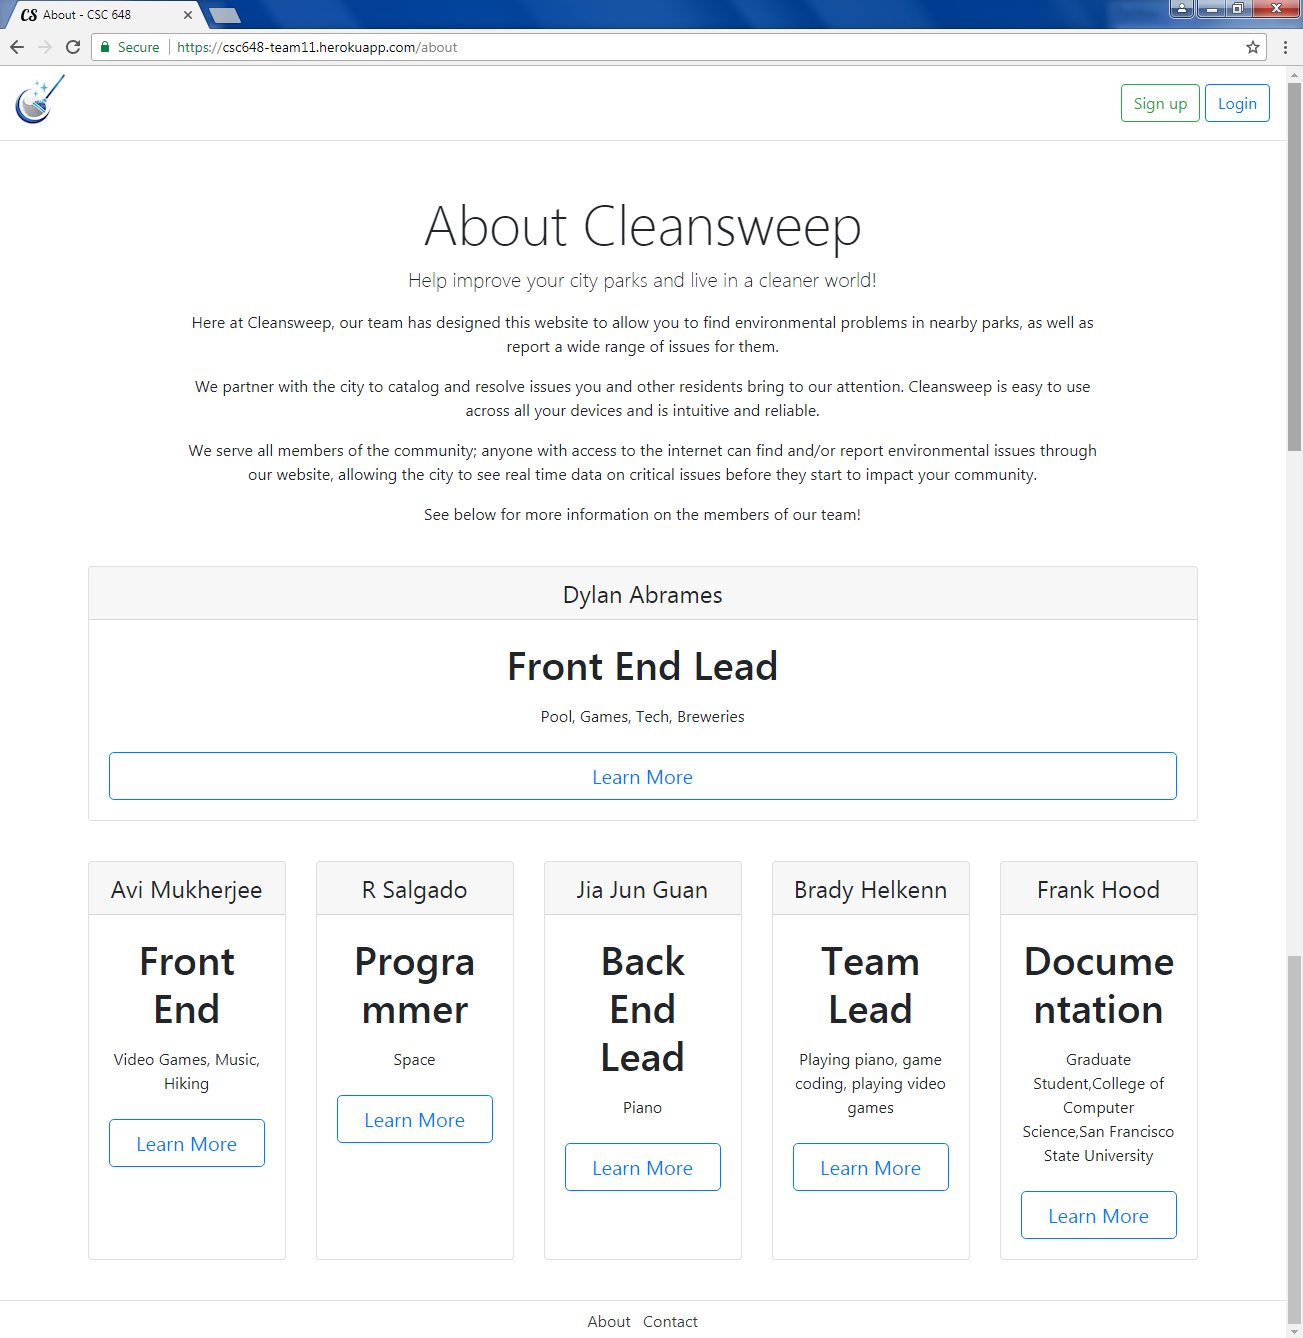 CS About - CSC 648
Secure https://csc648-team11.herokuapp.com/about
Sign up Login
About Cleansweep
Help improve your city parks and live in a cleaner world!
Here at Cleansweep, our team has designed this website to allow you to find environmental problems in nearby parks, as well as
report a wide range of issues for them.
We partner with the city to catalog and resolve issues you and other residents bring to our attention. Cleansweep is easy to use
across all your devices and is intuitive and reliable.
We serve all members of the community; anyone with access to the internet can find and/or report environmental issues through
our website, allowing the city to see real time data on critical issues before they start to impact your community.
See below for more information on the members of our team!
Dylan Abrames
Front End Lead
Pool, Games, Tech, Breweries
Learn More
Avi Mukherjee
Front
End
Video Games, Music,
Hiking
Learn More
R Salgado
Progra
mmer
Space
Learn More
Jia Jun Guan
Back
End
Lead
Piano
Learn More
Brady Helkenn
Team
Lead
Playing piano, game
coding, playing video
games
Learn More
Frank Hood
Docume
ntation
Graduate
Student,College of
Computer
Science,San Francisco
State University
Learn More
About Contact